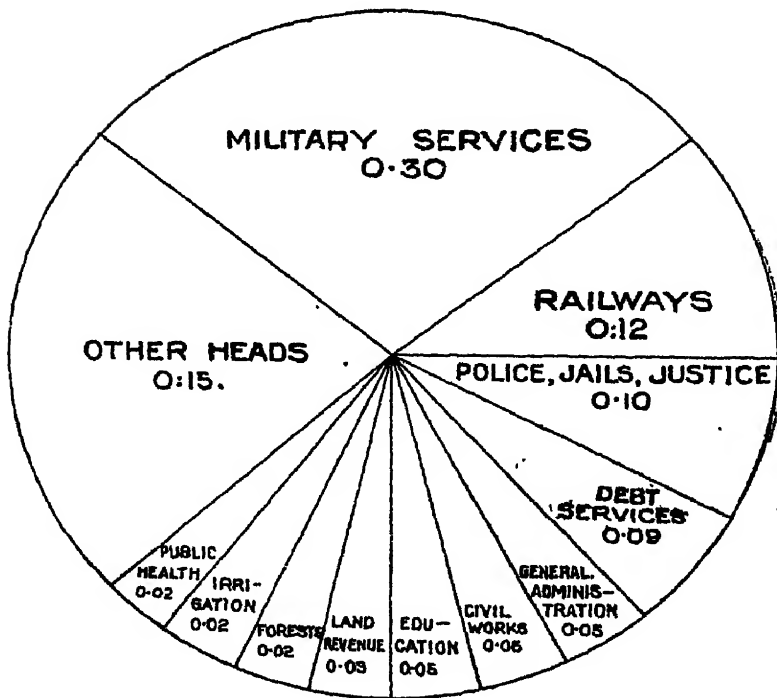 MILITARY SERVICES
0·30
RAILWAYS
0:12
OTHER HEADS
0:15.
POLICE, JAILS, JUSTICE
0·10
DEBT
SERVICES
0·09
GENERAL.
ADMINIS-
TRATION
0·05
CIVIL
WORKS
0·05
EDU-
CATION
0·05
LAND
REVENUE
0·03
FORESTS
0·02
IRRI-
GATION
0·02
PUBLIC
HEALTH
0·02